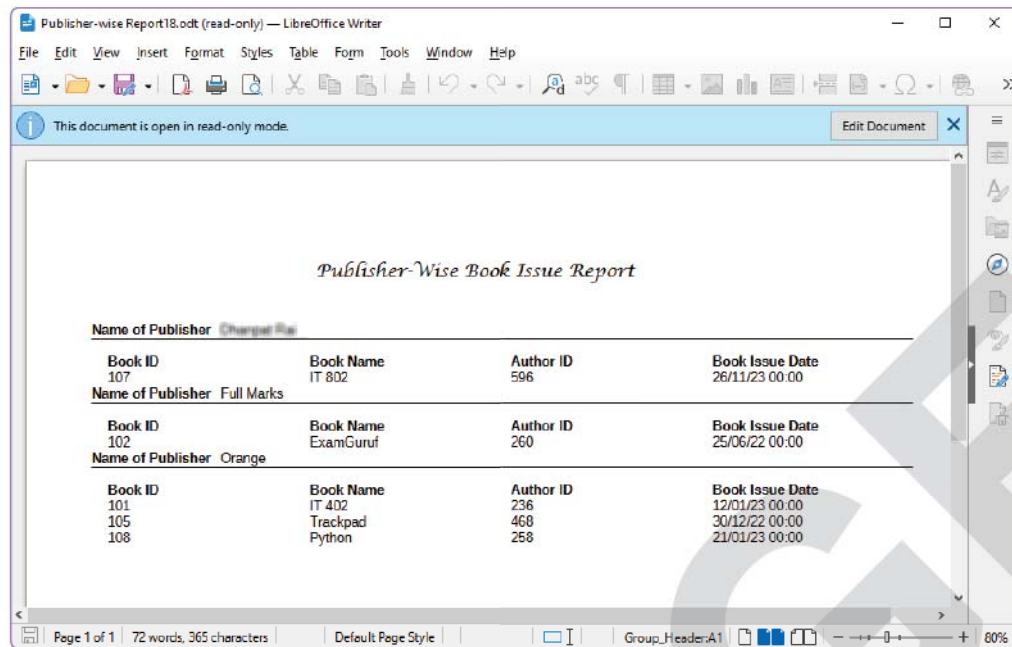 Publisher-wise Report18.odt (read-only) — LibreOffice Writer
File Edit View Insert Format Styles Table Form Tools Window Help
This document is open in read-only mode.
Edit Document
Publisher-Wise Book Issue Report
Name of Publisher
Book ID Book Name Author ID Book Issue Date
107 IT 802 596 26/11/23 00:00
Name of Publisher Full Marks
Book ID Book Name Author ID Book Issue Date
102 ExamGuruf 260 25/06/22 00:00
Name of Publisher Orange
Book ID Book Name Author ID Book Issue Date
101 IT 402 236 12/01/23 00:00
105 Trackpad 468 30/12/22 00:00
108 Python 258 21/01/23 00:00
Page 1 of 1 72 words, 365 characters Default Page Style Group_Header:A1 80%